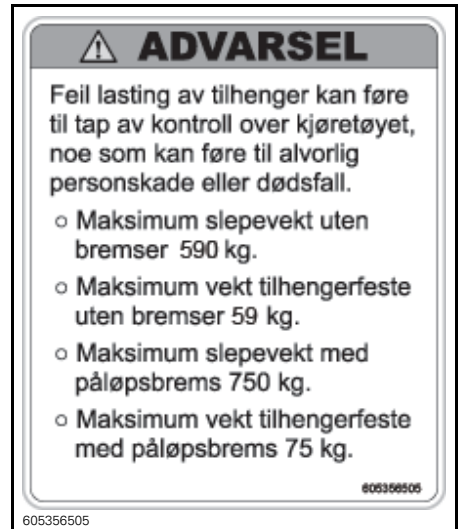 ADVARSEL
Feil lasting av tilhenger kan føre
til tap av kontroll over kjøretøyet,
noe som kan føre til alvorlig
personskade eller dødsfall.
○ Maksimum slepevekt uten
bremser 590 kg.
○ Maksimum vekt tilhengerfeste
uten bremser 59 kg.
○ Maksimum slepevekt med
påløpsbrems 750 kg.
○ Maksimum vekt tilhengerfeste
med påløpsbrems 75 kg.
605356505
605356505